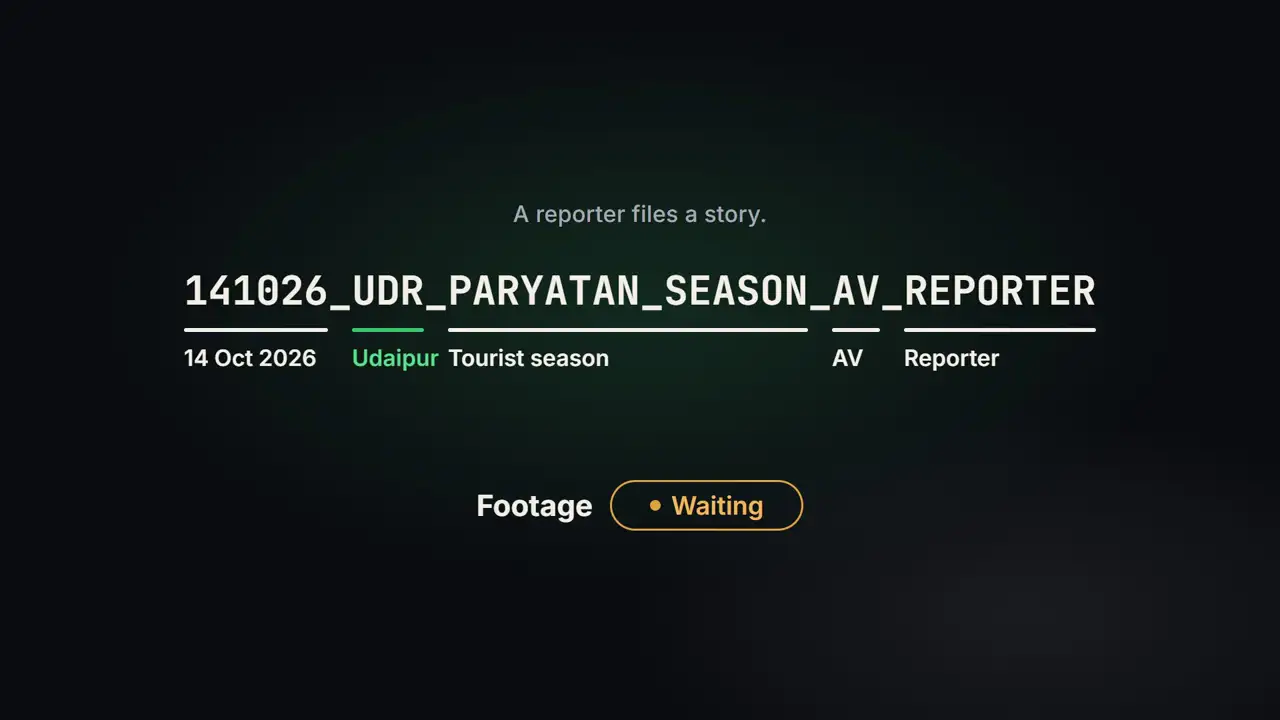 A reporter files a story.
141026_UDR_PARYATAN_SEASON_AV_REPORTER
14 Oct 2026 Udaipur Tourist season AV Reporter
Footage Waiting